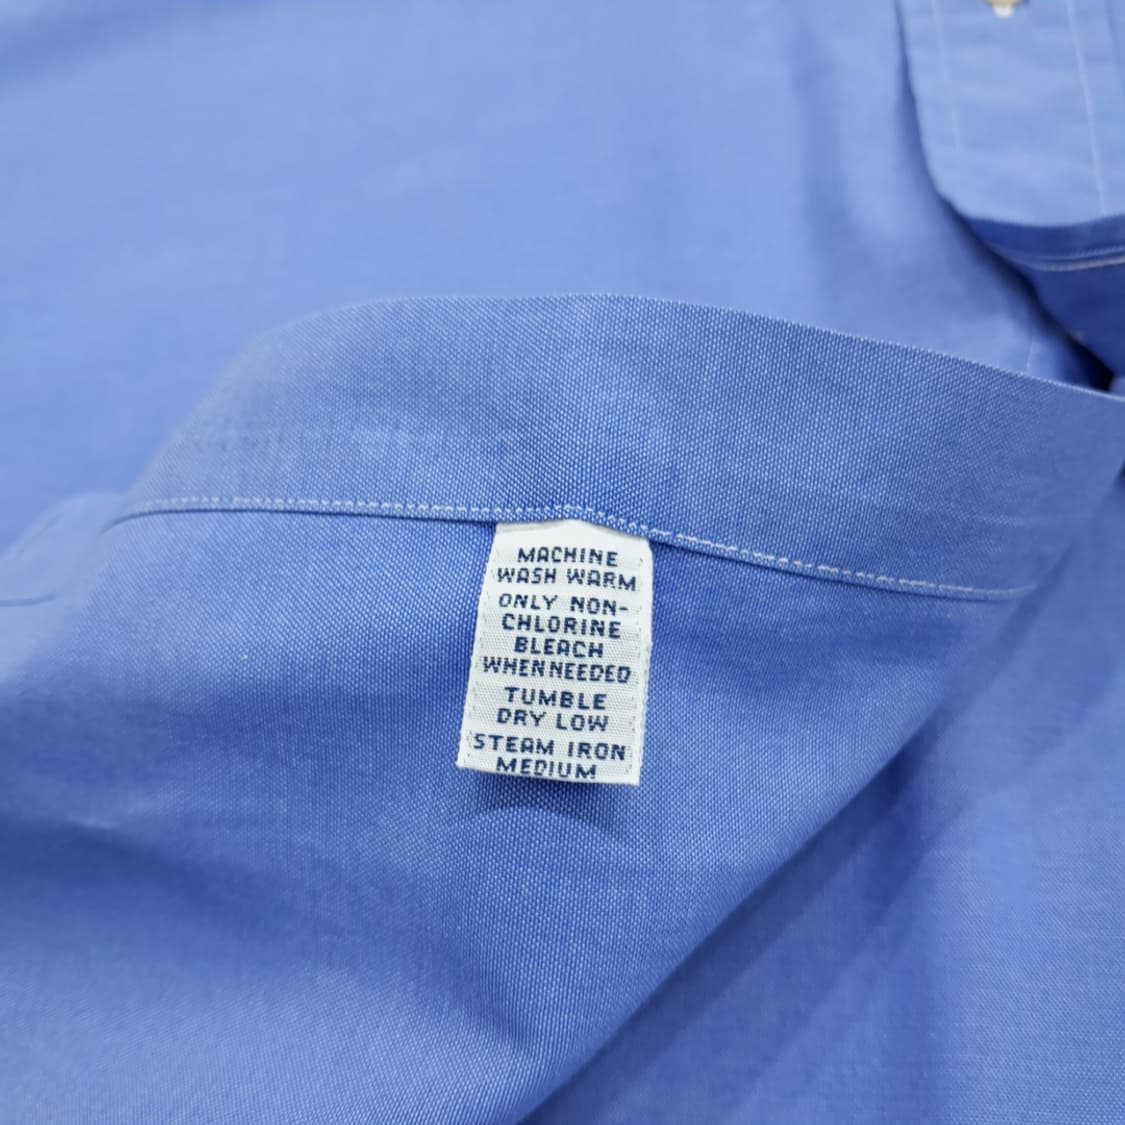 MACHINE
WASH WARM
ONLY NON-
CHLORINE
BLEACH
WHEN NEEDED
TUMBLE
DRY LOW
STEAM IRON
MEDIUM